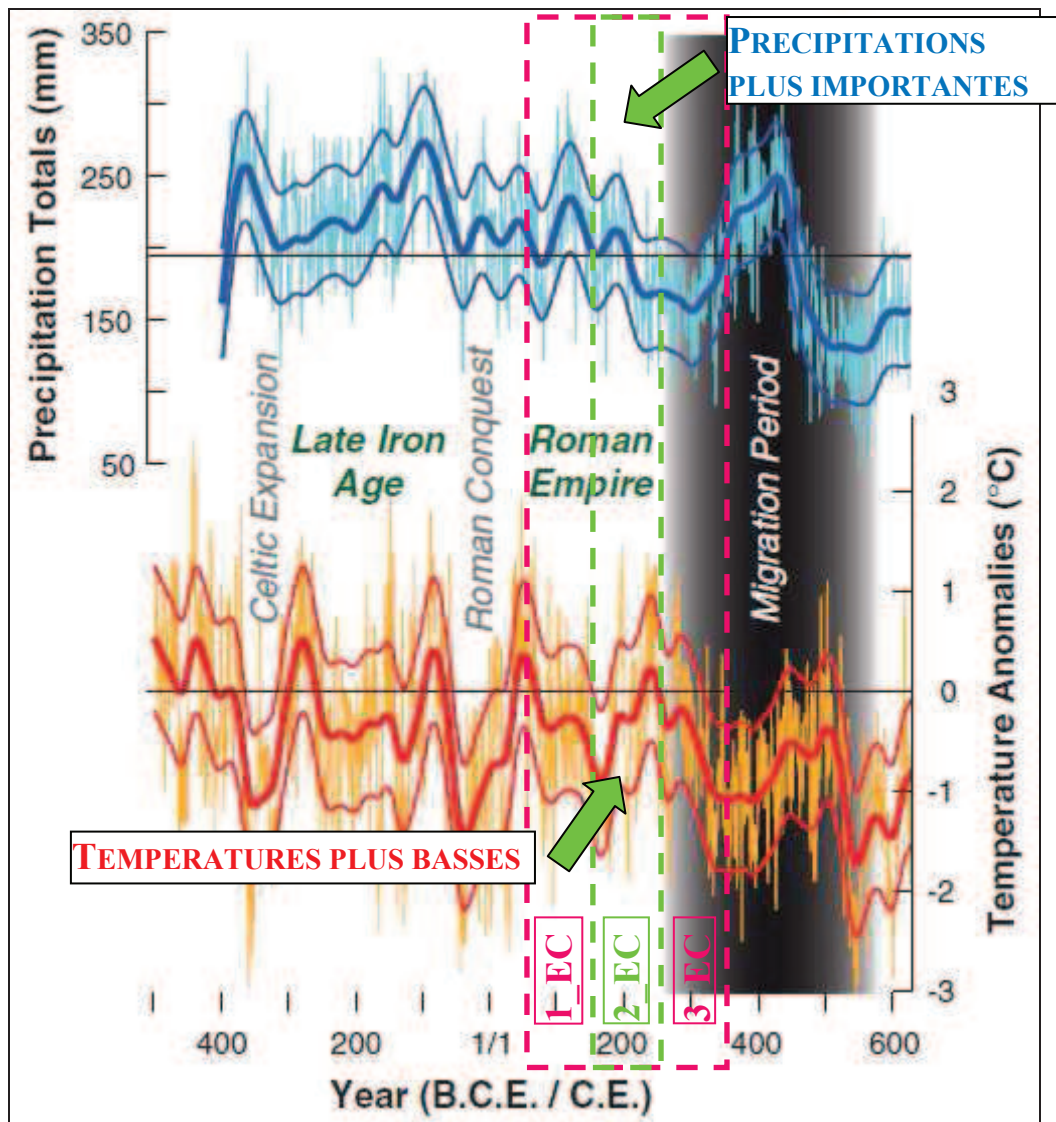 PRECIPITATIONS
PLUS IMPORTANTES
Precipitation Totals (mm)
350
250
150
50
Celtic Expansion
Late Iron
Age
Roman Conquest
Roman
Empire
Migration Period
3
2
1
0
-1
-2
-3
Temperature Anomalies (°C)
TEMPERATURES PLUS BASSES
1_EC
2_EC
3_EC
400
200
1/1
200
400
600
Year (B.C.E. / C.E.)